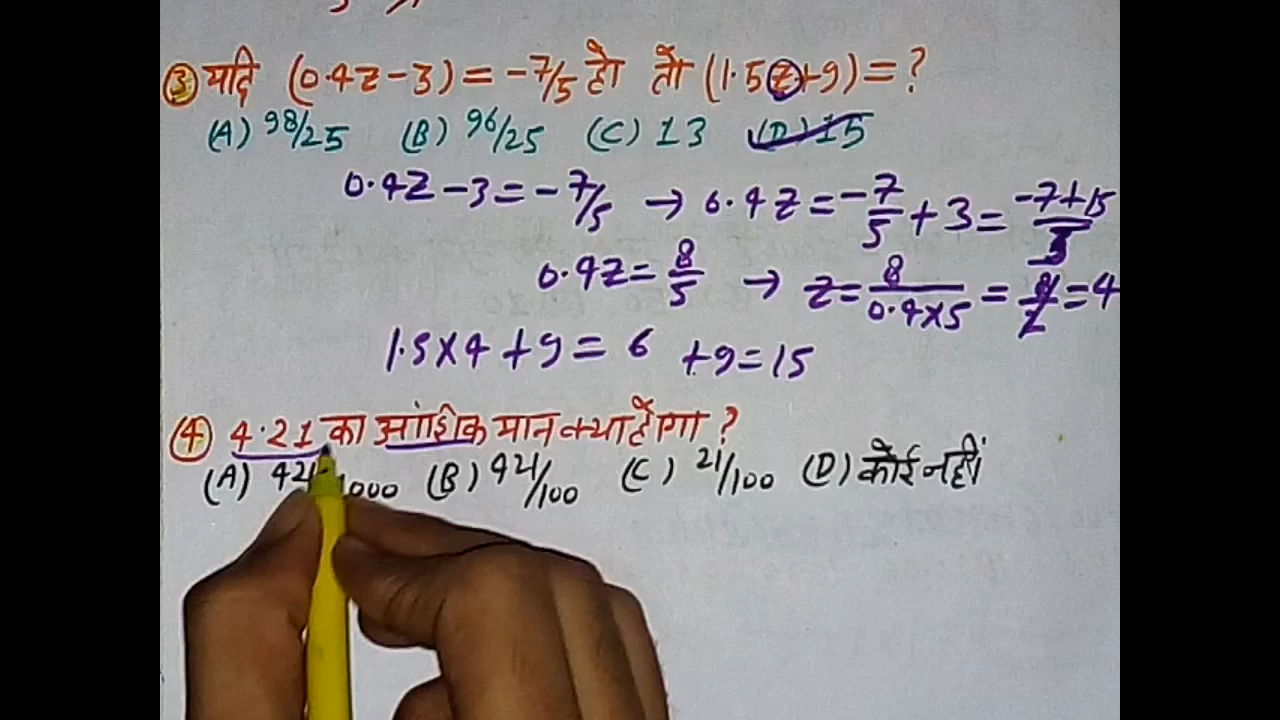 ③ यदि (0.4z-3) = -7/5 हो तो (1.5z+9) = ?
(A) 98/25 (B) 96/25 (C) 13 (D) 15
0.4z-3 = -7/5 → 0.4z = -7/5 + 3 = -7+15/5
0.4z = 8/5 → z = 8/0.4×5 = 8/2 = 4
1.5×4 + 9 = 6 + 9 = 15
④ 4.21 का आंशिक मान क्या होगा ?
(A) 421/1000 (B) 421/100 (C) 21/100 (D) कोई नहीं